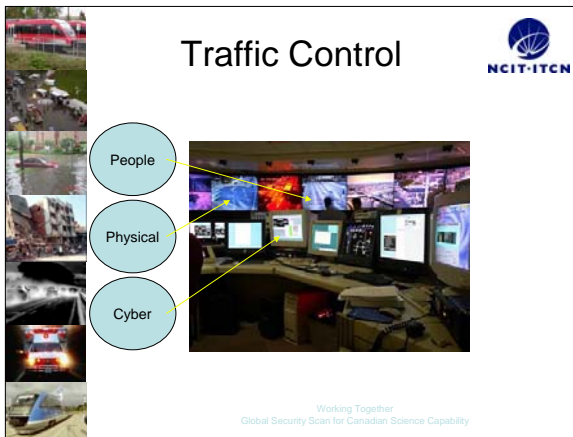 Traffic Control
NCIT·ITCN
People
Physical
Cyber
Working Together
Global Security Scan for Canadian Science Capability